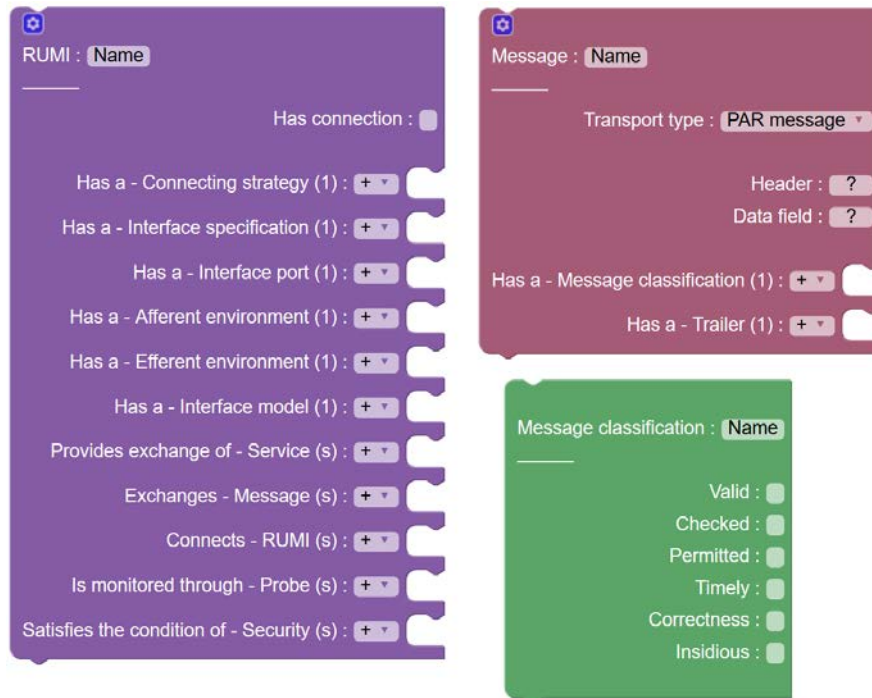 RUMI : Name
Has connection :
Has a - Connecting strategy (1) : +
Has a - Interface specification (1) : +
Has a - Interface port (1) : +
Has a - Afferent environment (1) : +
Has a - Efferent environment (1) : +
Has a - Interface model (1) : +
Provides exchange of - Service (s) : +
Exchanges - Message (s) : +
Connects - RUMI (s) : +
Is monitored through - Probe (s) : +
Satisfies the condition of - Security (s) : +
Message : Name
Transport type : PAR message
Header : ?
Data field : ?
Has a - Message classification (1) : +
Has a - Trailer (1) : +
Message classification : Name
Valid :
Checked :
Permitted :
Timely :
Correctness :
Insidious :